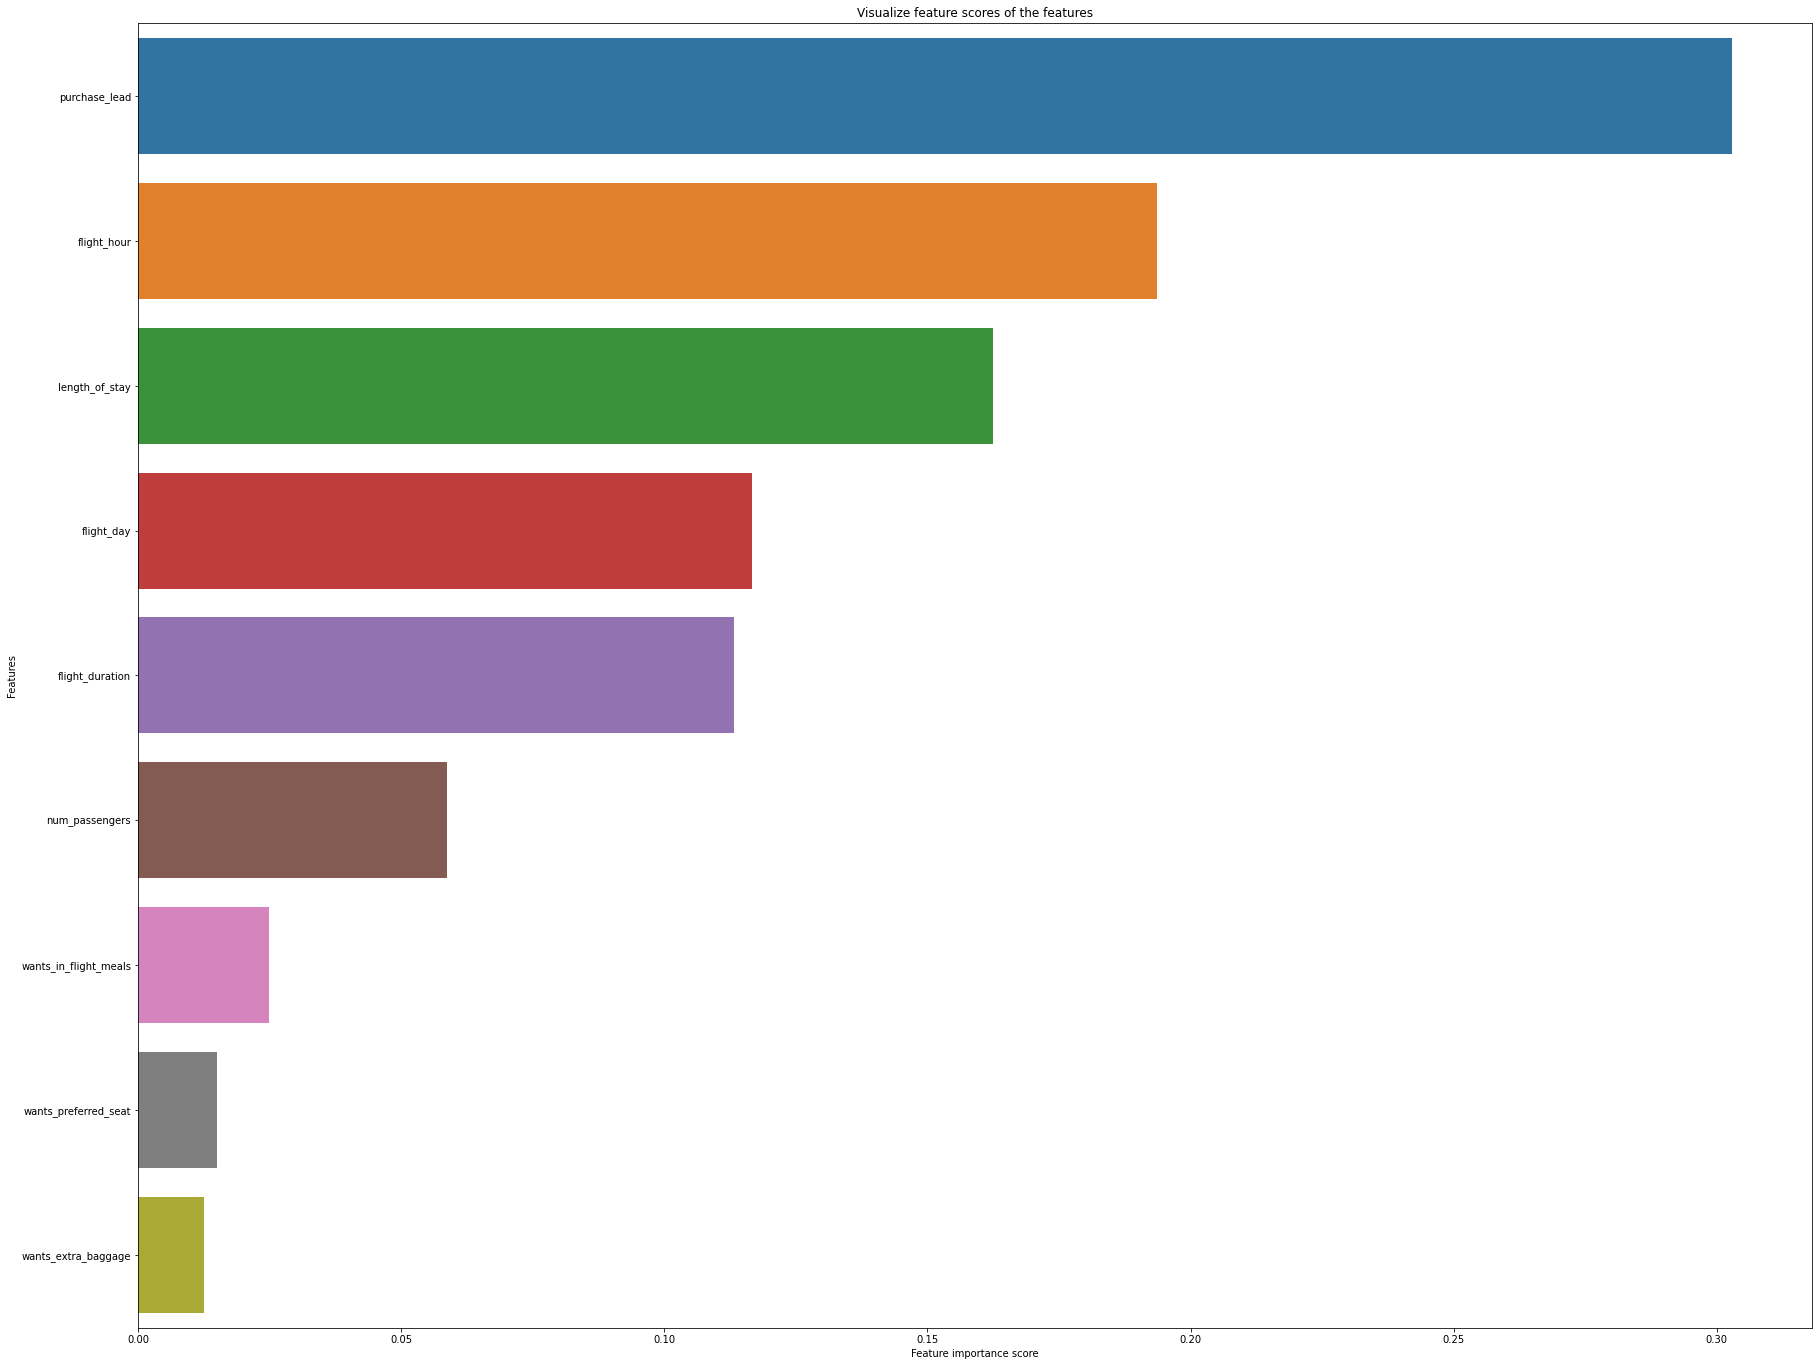 Visualize feature scores of the features
purchase_lead
flight_hour
length_of_stay
flight_day
flight_duration
num_passengers
wants_in_flight_meals
wants_preferred_seat
wants_extra_baggage
Features
0.00 0.05 0.10 0.15 0.20 0.25 0.30
Feature importance score